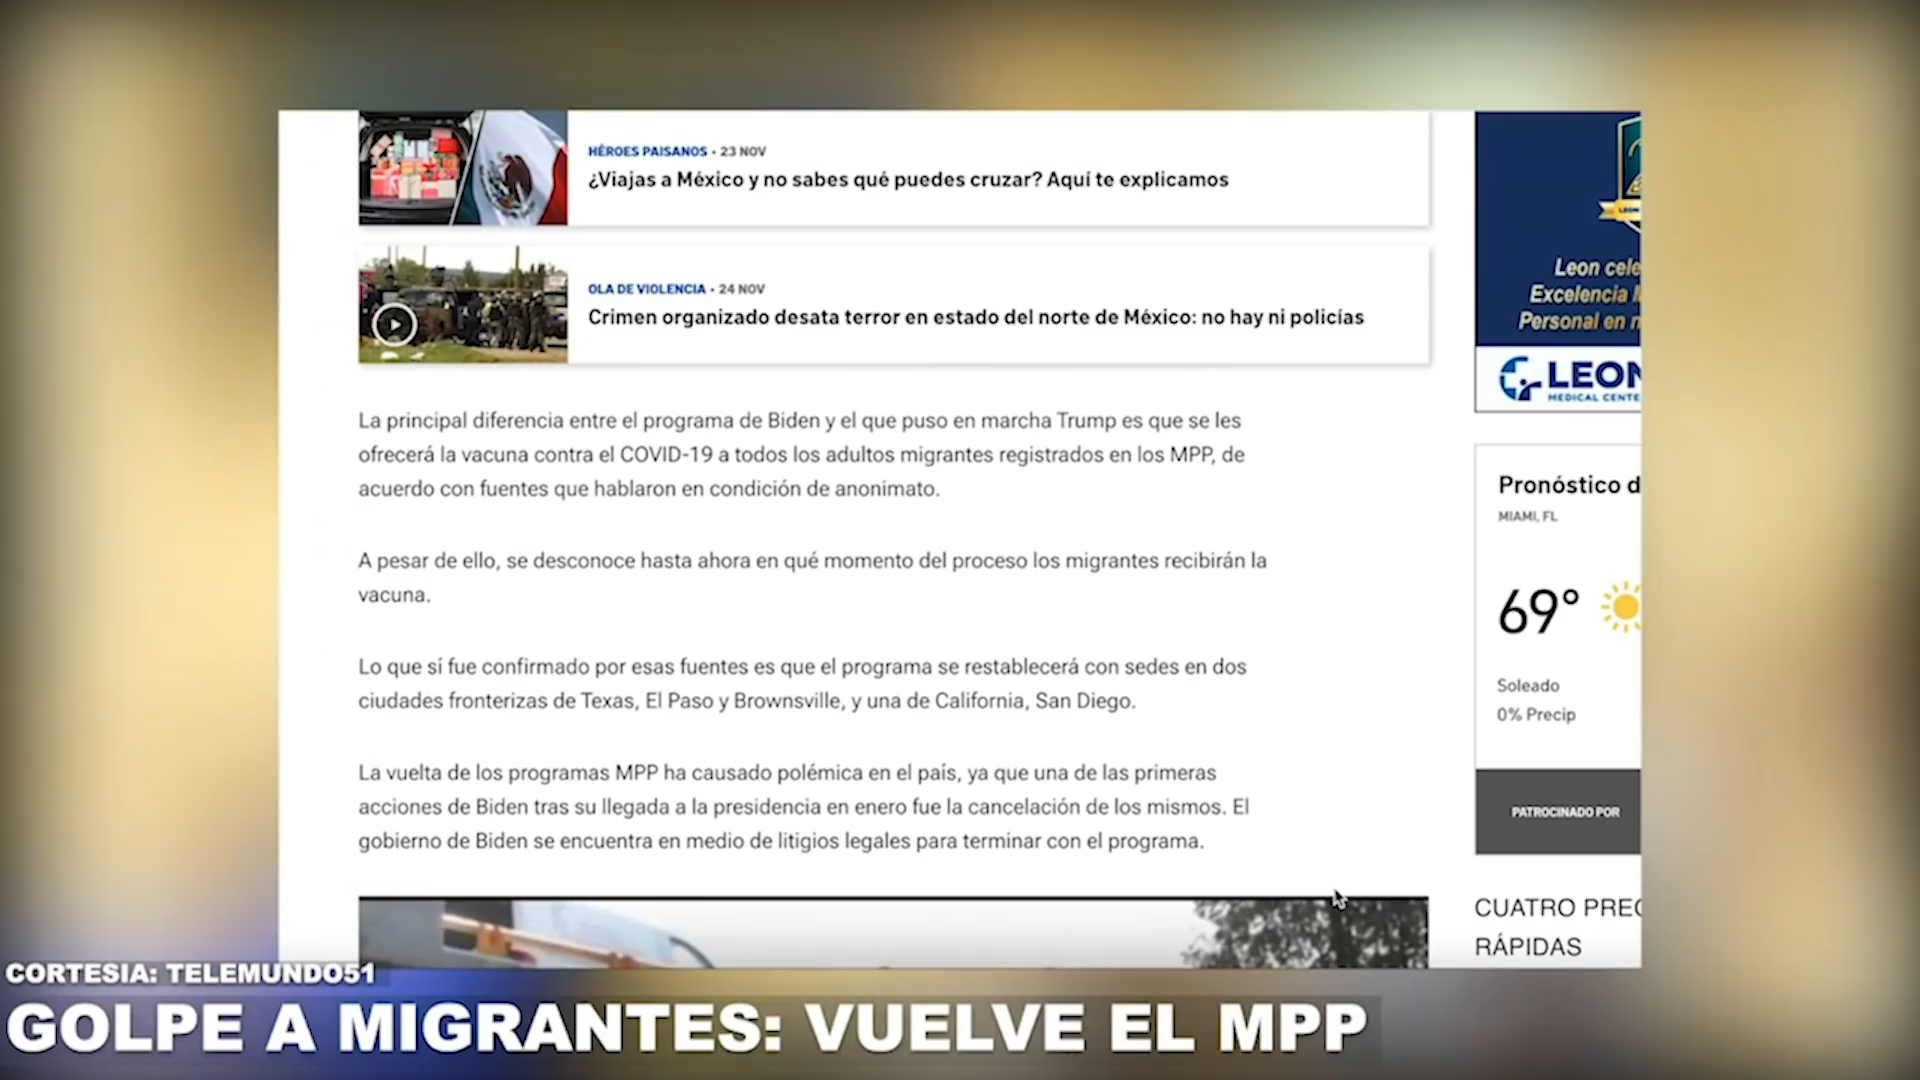 HÉROES PAISANOS • 23 NOV
¿Viajas a México y no sabes qué puedes cruzar? Aquí te explicamos
OLA DE VIOLENCIA • 24 NOV
Crimen organizado desata terror en estado del norte de México: no hay ni policías
La principal diferencia entre el programa de Biden y el que puso en marcha Trump es que se les
ofrecerá la vacuna contra el COVID-19 a todos los adultos migrantes registrados en los MPP, de
acuerdo con fuentes que hablaron en condición de anonimato.
A pesar de ello, se desconoce hasta ahora en qué momento del proceso los migrantes recibirán la
vacuna.
Lo que sí fue confirmado por esas fuentes es que el programa se restablecerá con sedes en dos
ciudades fronterizas de Texas, El Paso y Brownsville, y una de California, San Diego.
La vuelta de los programas MPP ha causado polémica en el país, ya que una de las primeras
acciones de Biden tras su llegada a la presidencia en enero fue la cancelación de los mismos. El
gobierno de Biden se encuentra en medio de litigios legales para terminar con el programa.
Leon cele
Excelencia
Personal en
LEON
MEDICAL CENTE
Pronóstico d
MIAMI, FL
69°
Soleado
0% Precip
PATROCINADO POR
CUATRO PREG
RÁPIDAS
CORTESIA: TELEMUNDO51
GOLPE A MIGRANTES: VUELVE EL MPP